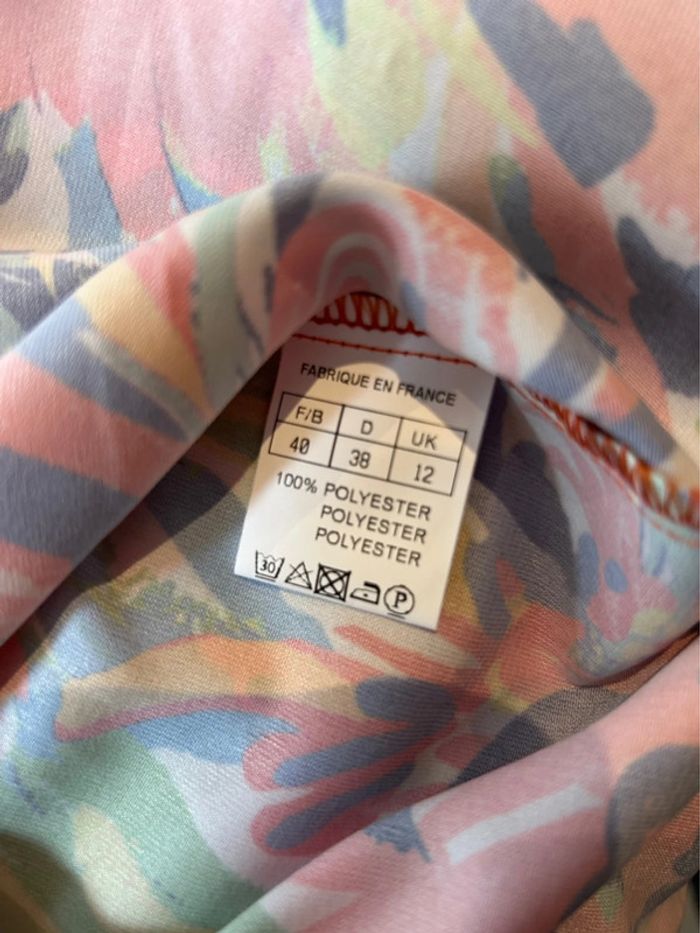 FABRIQUE EN FRANCE
F/B D UK
40 38 12
100% POLYESTER
POLYESTER
POLYESTER
30 P